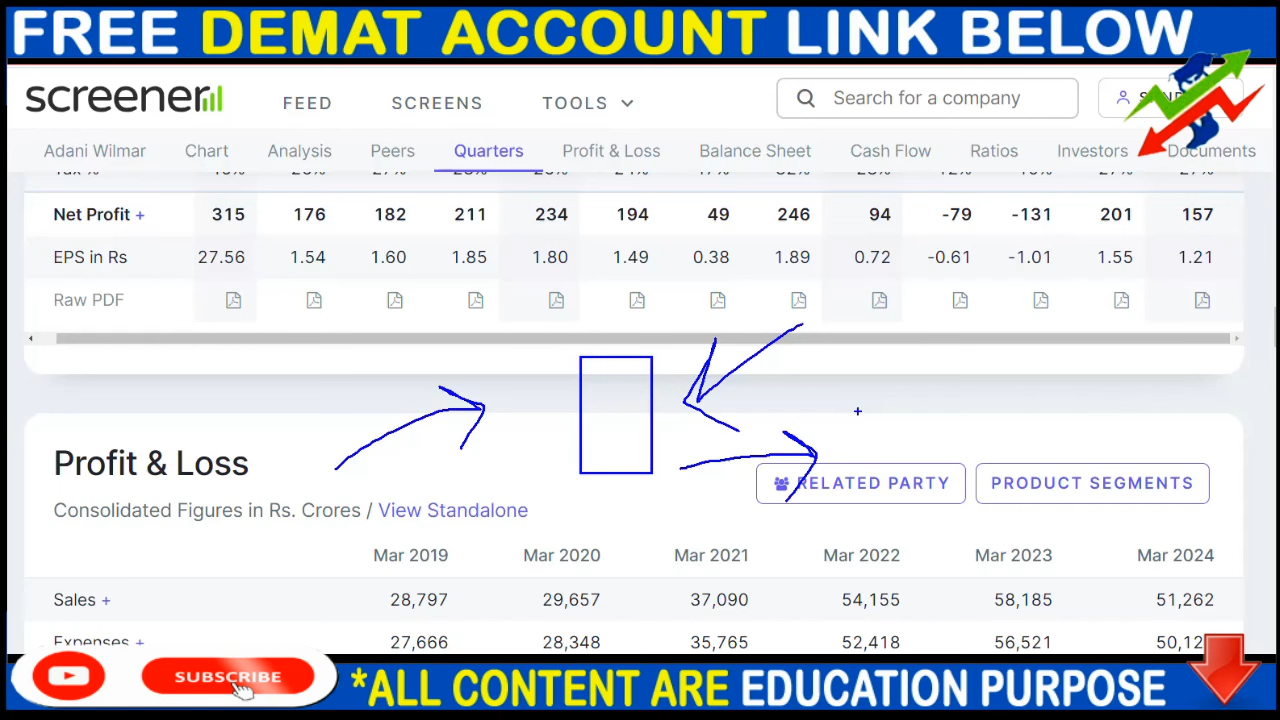 FREE DEMAT ACCOUNT LINK BELOW
screener FEED SCREENS TOOLS Search for a company
Adani Wilmar Chart Analysis Peers Quarters Profit & Loss Balance Sheet Cash Flow Ratios Investors Documents
Net Profit + 315 176 182 211 234 194 49 246 94 -79 -131 201 157
EPS in Rs 27.56 1.54 1.60 1.85 1.80 1.49 0.38 1.89 0.72 -0.61 -1.01 1.55 1.21
Raw PDF
Profit & Loss
RELATED PARTY PRODUCT SEGMENTS
Consolidated Figures in Rs. Crores / View Standalone
Mar 2019 Mar 2020 Mar 2021 Mar 2022 Mar 2023 Mar 2024
Sales + 28,797 29,657 37,090 54,155 58,185 51,262
Expenses + 27,666 28,348 35,765 52,418 56,521
SUBSCRIBE
*ALL CONTENT ARE EDUCATION PURPOSE